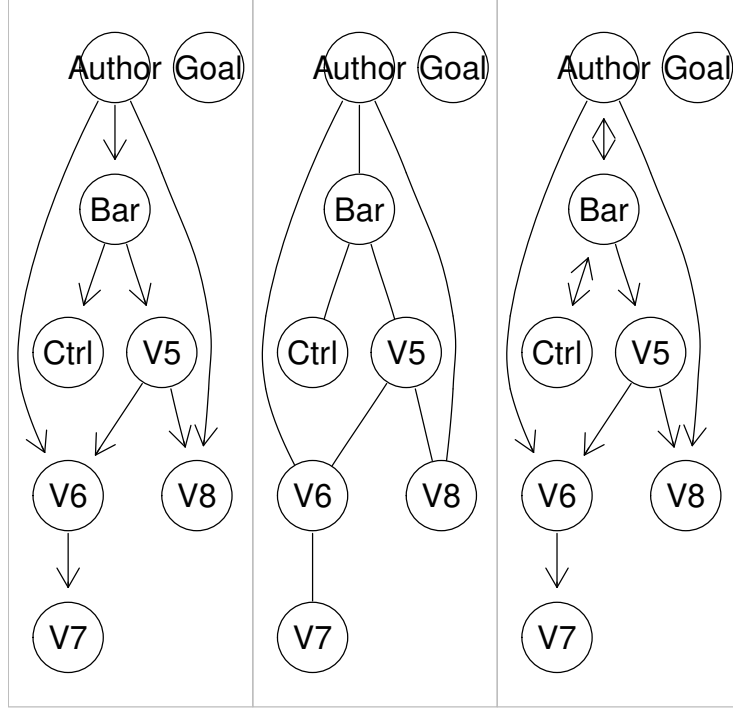 Author Goal Author Goal Author Goal
Bar Bar Bar
Ctrl V5 Ctrl V5 Ctrl V5
V6 V8 V6 V8 V6 V8
V7 V7 V7